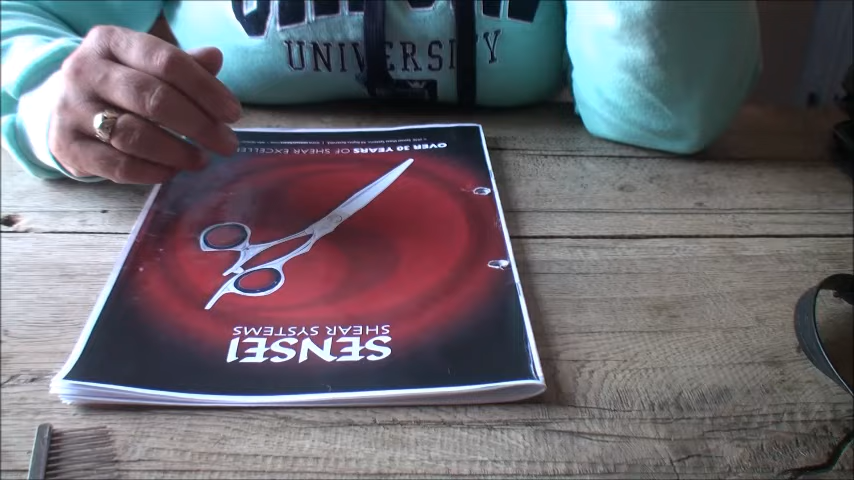 UNIVERSITY
SENSEI
SHEAR SYSTEMS
OVER 30 YEARS OF SHEAR EXCELLE